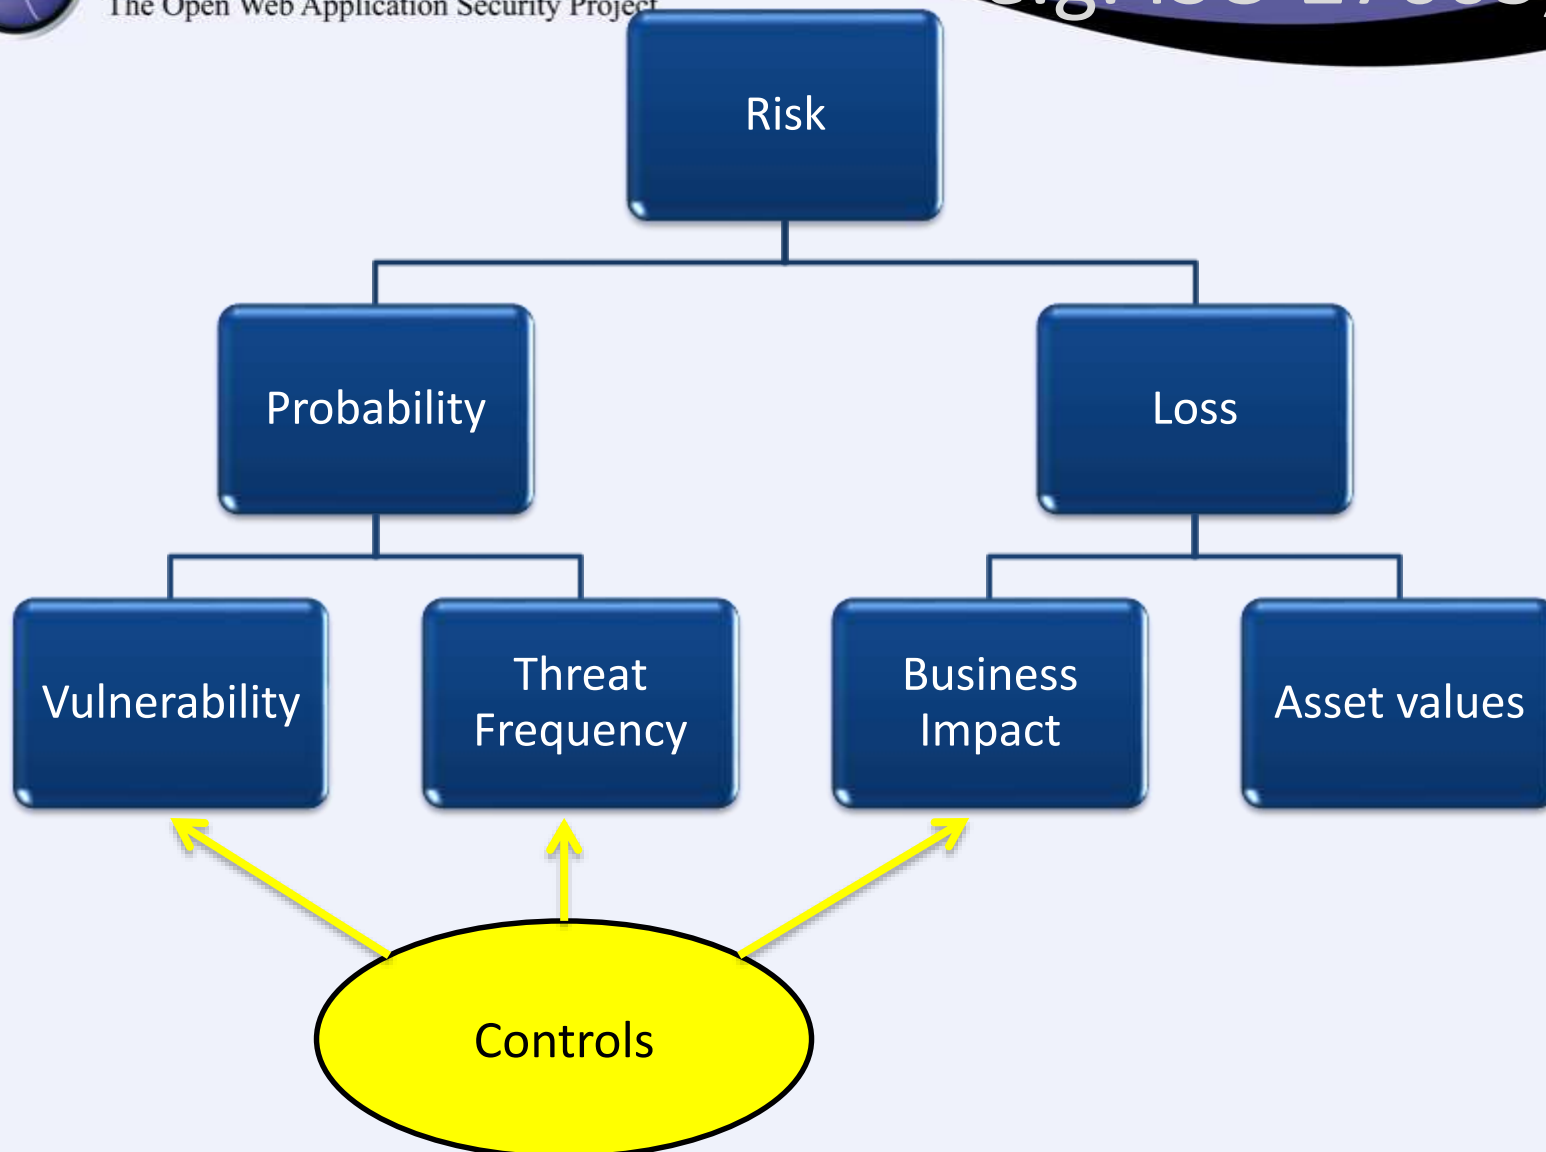 The Open Web Application Security Project
Risk
Probability
Loss
Vulnerability
Threat
Frequency
Business
Impact
Asset values
Controls